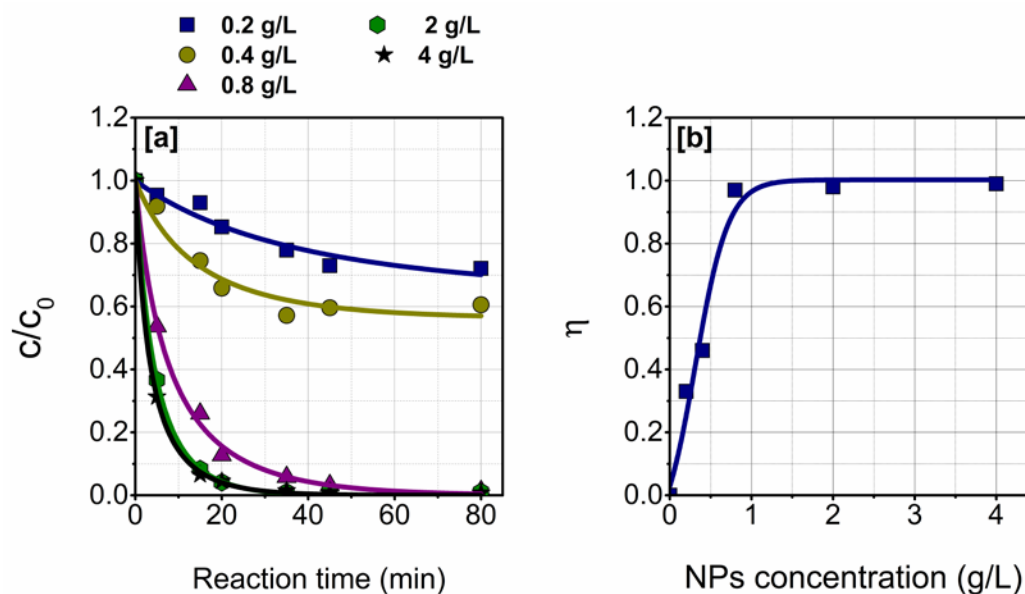 0.2 g/L 2 g/L
0.4 g/L 4 g/L
0.8 g/L
[a]
1.2
1.0
0.8
0.6
0.4
0.2
0.0
0 20 40 60 80
c/c0
Reaction time (min)
[b]
1.2
1.0
0.8
0.6
0.4
0.2
0.0
0 1 2 3 4
η
NPs concentration (g/L)